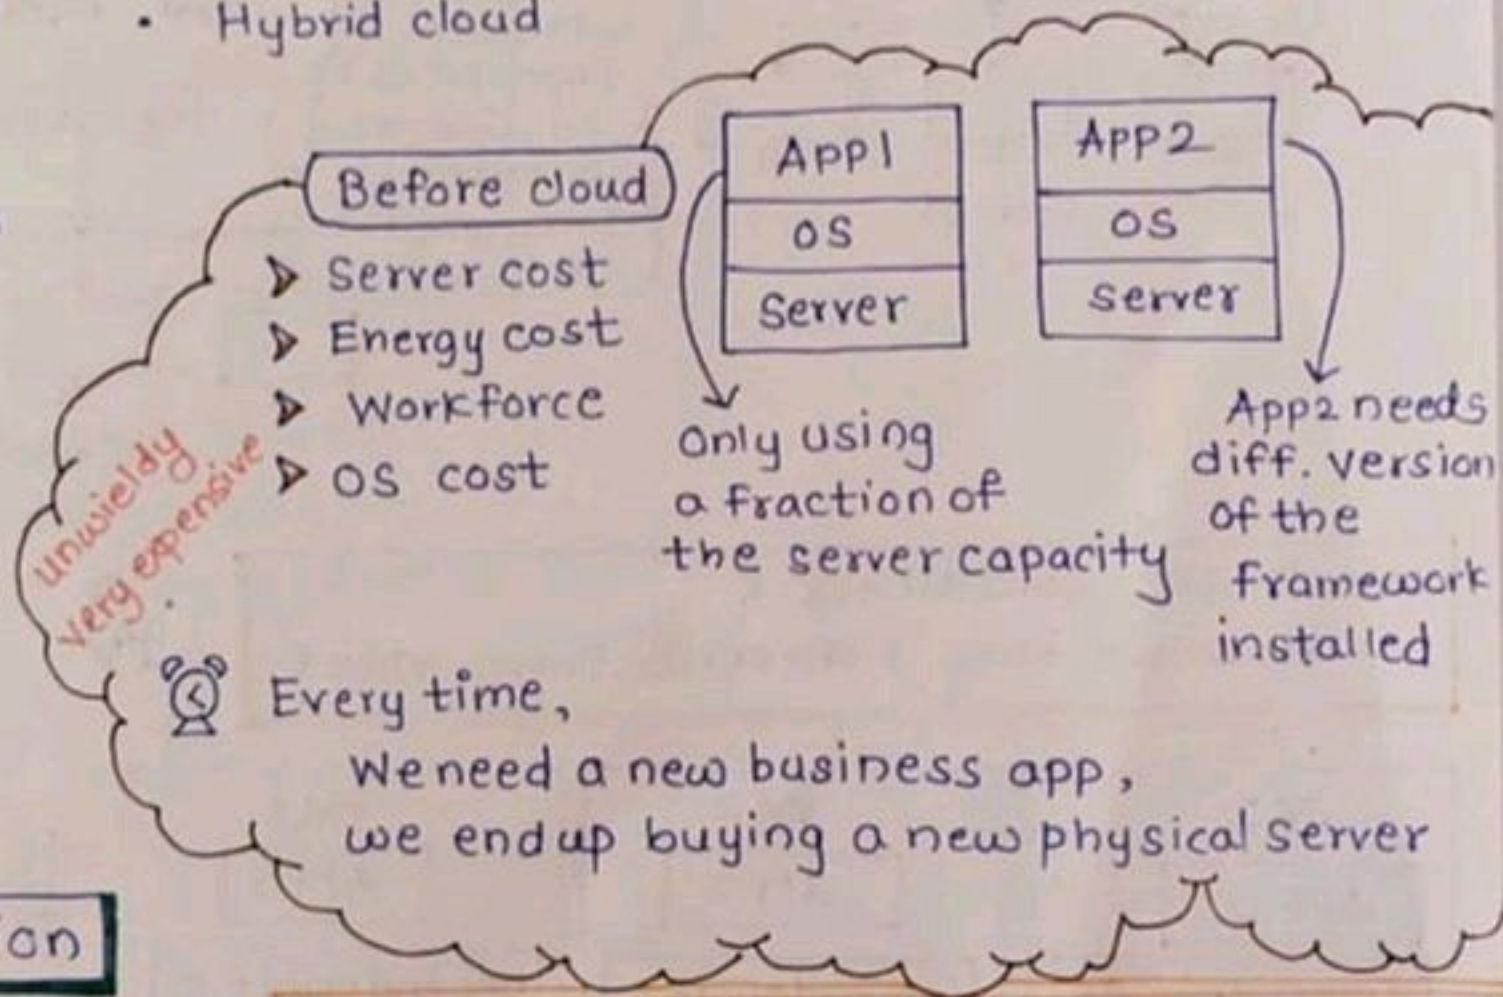 • Hybrid cloud
Before cloud
➤ Server cost
➤ Energy cost
➤ Workforce
➤ OS cost
unwieldy
very expensive
App1
OS
Server
only using
a fraction of
the server capacity
App2
OS
server
App2 needs
diff. version
of the
framework
installed
Every time,
We need a new business app,
we end up buying a new physical server
on